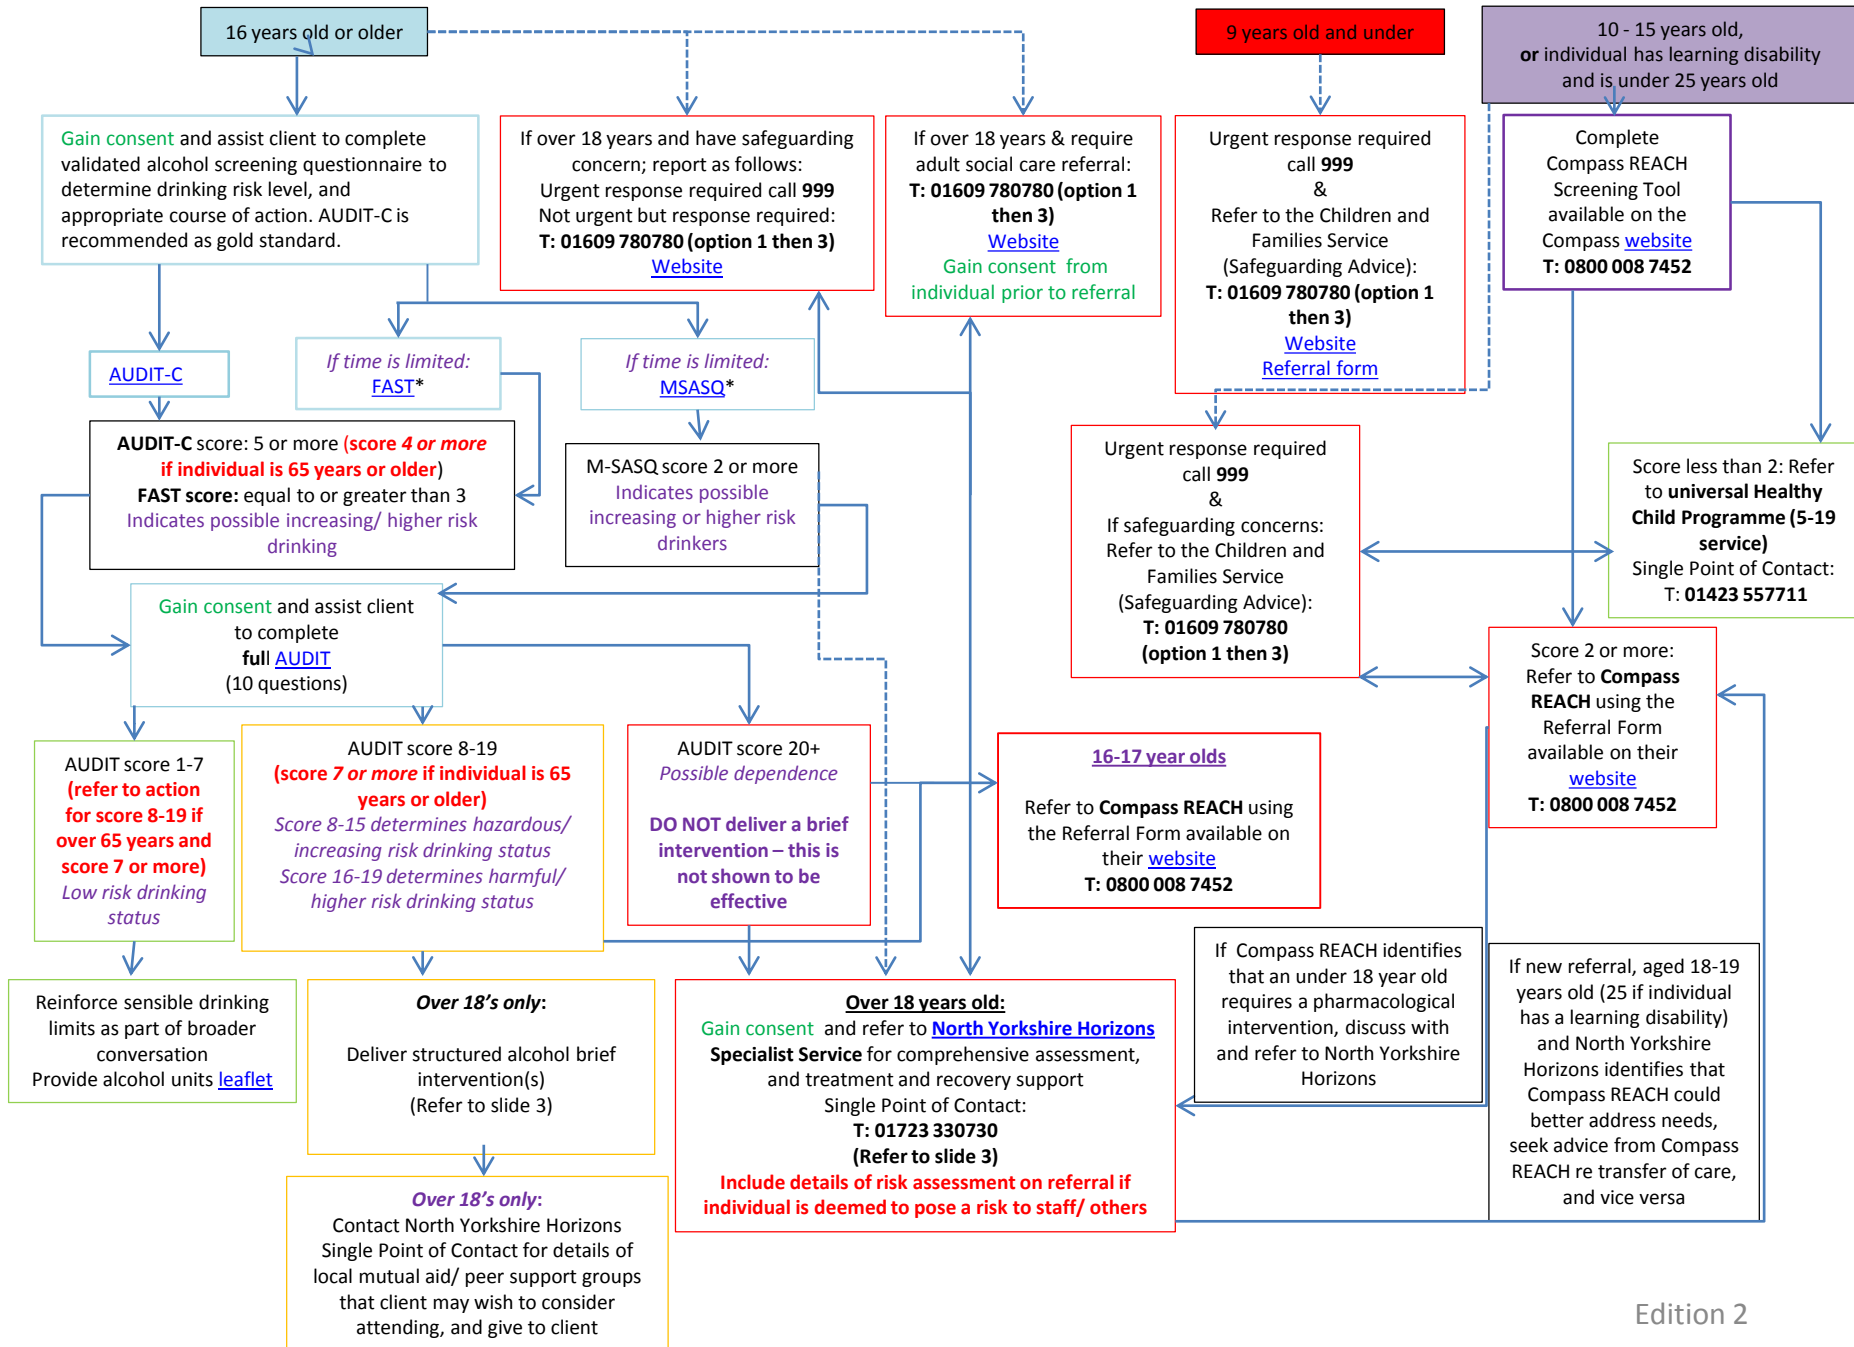 16 years old or older
9 years old and under
10 - 15 years old,
or individual has learning disability
and is under 25 years old
Gain consent and assist client to complete
validated alcohol screening questionnaire to
determine drinking risk level, and
appropriate course of action. AUDIT-C is
recommended as gold standard.
If over 18 years and have safeguarding
concern; report as follows:
Urgent response required call 999
Not urgent but response required:
T: 01609 780780 (option 1 then 3)
Website
If over 18 years & require
adult social care referral:
T: 01609 780780 (option 1
then 3)
Website
Gain consent from
individual prior to referral
Urgent response required
call 999
&
Refer to the Children and
Families Service
(Safeguarding Advice):
T: 01609 780780 (option 1
then 3)
Website
Referral form
Complete
Compass REACH
Screening Tool
available on the
Compass website
T: 0800 008 7452
AUDIT-C
If time is limited:
FAST*
If time is limited:
MSASQ*
AUDIT-C score: 5 or more (score 4 or more
if individual is 65 years or older)
FAST score: equal to or greater than 3
Indicates possible increasing/ higher risk
drinking
M-SASQ score 2 or more
Indicates possible
increasing or higher risk
drinkers
Urgent response required
call 999
&
If safeguarding concerns:
Refer to the Children and
Families Service
(Safeguarding Advice):
T: 01609 780780
(option 1 then 3)
Score less than 2: Refer
to universal Healthy
Child Programme (5-19
service)
Single Point of Contact:
T: 01423 557711
Gain consent and assist client
to complete
full AUDIT
(10 questions)
Score 2 or more:
Refer to Compass
REACH using the
Referral Form
available on their
website
T: 0800 008 7452
AUDIT score 1-7
(refer to action
for score 8-19 if
over 65 years and
score 7 or more)
Low risk drinking
status
AUDIT score 8-19
(score 7 or more if individual is 65
years or older)
Score 8-15 determines hazardous/
increasing risk drinking status
Score 16-19 determines harmful/
higher risk drinking status
AUDIT score 20+
Possible dependence
DO NOT deliver a brief
intervention – this is
not shown to be
effective
16-17 year olds
Refer to Compass REACH using
the Referral Form available on
their website
T: 0800 008 7452
Reinforce sensible drinking
limits as part of broader
conversation
Provide alcohol units leaflet
Over 18's only:
Deliver structured alcohol brief
intervention(s)
(Refer to slide 3)
Over 18 years old:
Gain consent and refer to North Yorkshire Horizons
Specialist Service for comprehensive assessment,
and treatment and recovery support
Single Point of Contact:
T: 01723 330730
(Refer to slide 3)
Include details of risk assessment on referral if
individual is deemed to pose a risk to staff/ others
If Compass REACH identifies
that an under 18 year old
requires a pharmacological
intervention, discuss with
and refer to North Yorkshire
Horizons
If new referral, aged 18-19
years old (25 if individual
has a learning disability)
and North Yorkshire
Horizons identifies that
Compass REACH could
better address needs,
seek advice from Compass
REACH re transfer of care,
and vice versa
Over 18's only:
Contact North Yorkshire Horizons
Single Point of Contact for details of
local mutual aid/ peer support groups
that client may wish to consider
attending, and give to client
Edition 2